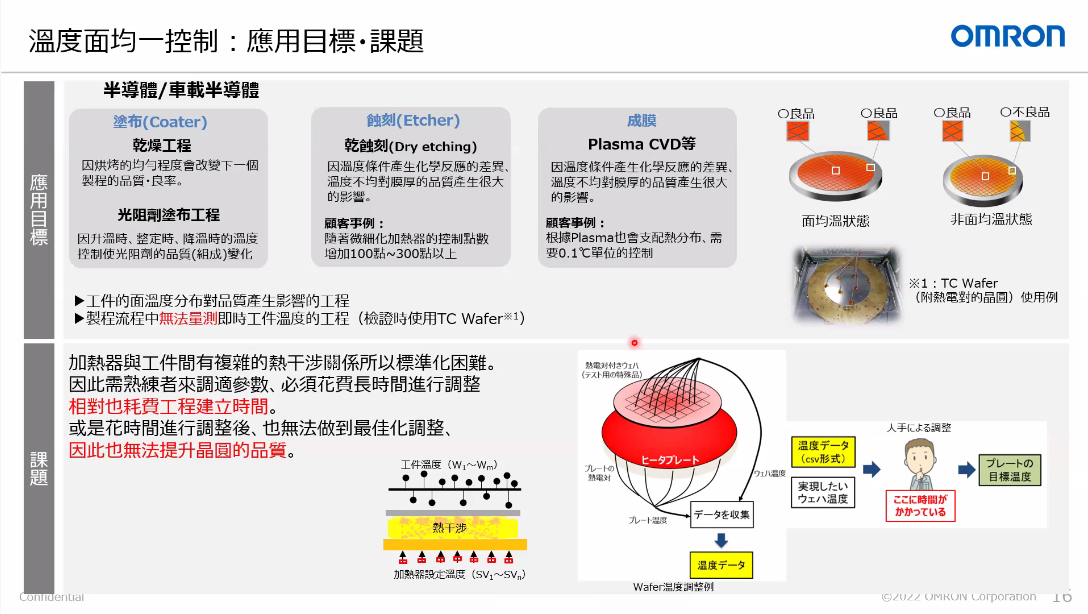 溫度面均一控制：應用目標･課題
OMRON
應用目標
半導體/車載半導體
塗布(Coater)
乾燥工程
因烘烤的均勻程度會改變下一個
製程的品質･良率。
光阻劑塗布工程
因升溫時、整定時、降溫時的溫度
控制使光阻劑的品質(組成)變化
蝕刻(Etcher)
乾蝕刻(Dry etching)
因溫度條件產生化學反應的差異、
溫度不均對膜厚的品質產生很大
的影響。
顧客事例：
隨著微細化加熱器的控制點數
增加100點~300點以上
成膜
Plasma CVD等
因溫度條件產生化學反應的差異、
溫度不均對膜厚的品質產生很大
的影響。
顧客事例：
根據Plasma也會支配熱分布、需
要0.1℃單位的控制
○良品
○良品
○良品
○不良品
面均溫狀態
非面均溫狀態
※1：TC Wafer
（附熱電對的晶圓）使用例
▶工件的面溫度分布對品質產生影響的工程
▶製程流程中無法量測即時工件溫度的工程（檢證時使用TC Wafer※1）
課題
加熱器與工件間有複雜的熱干涉關係所以標準化困難。
因此需熟練者來調適參數、必須花費長時間進行調整
相對也耗費工程建立時間。
或是花時間進行調整後、也無法做到最佳化調整、
因此也無法提升晶圓的品質。
工件溫度（W1～Wm）
熱干涉
加熱器設定溫度（SV1～SVn）
熱電対付きウェハ
(テスト用の特殊品)
ヒータプレート
プレートの
熱電対
ウェハ温度
プレート温度
データを収集
温度データ
Wafer溫度調整例
温度データ
（csv形式）
実現したい
ウェハ温度
人手による調整
ここに時間が
かかっている
プレートの
目標温度
Confidential
©2022 OMRON Corporation
16